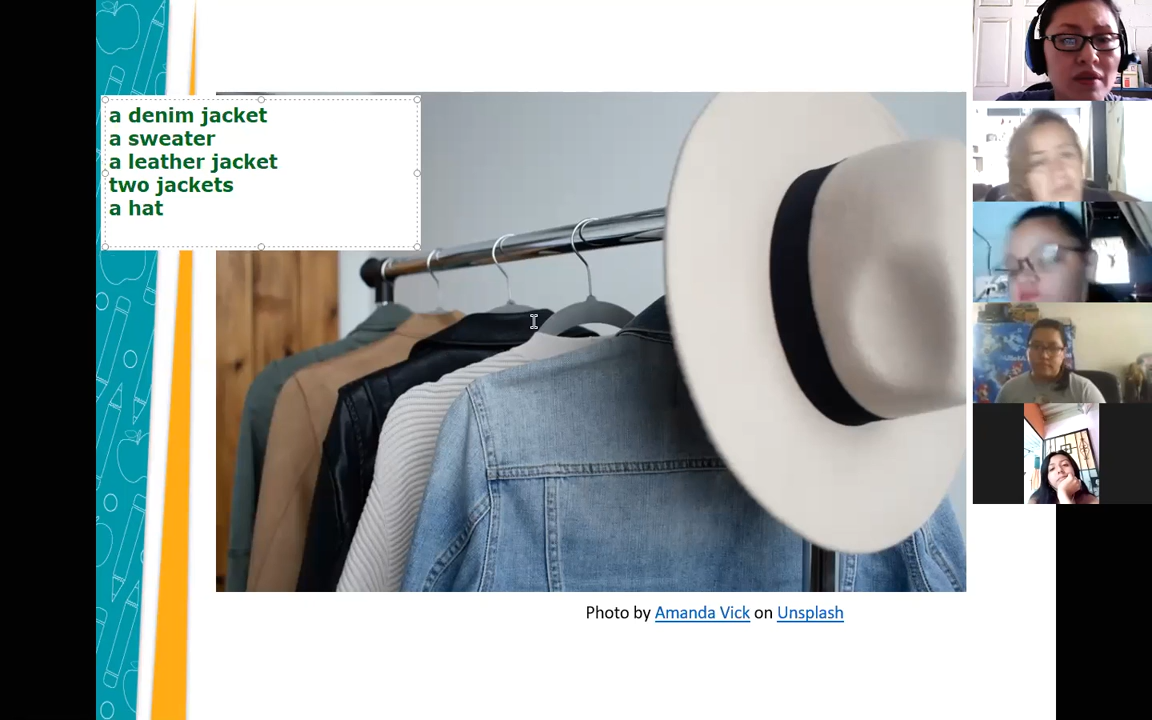 a denim jacket
a sweater
a leather jacket
two jackets
a hat
Photo by Amanda Vick on Unsplash